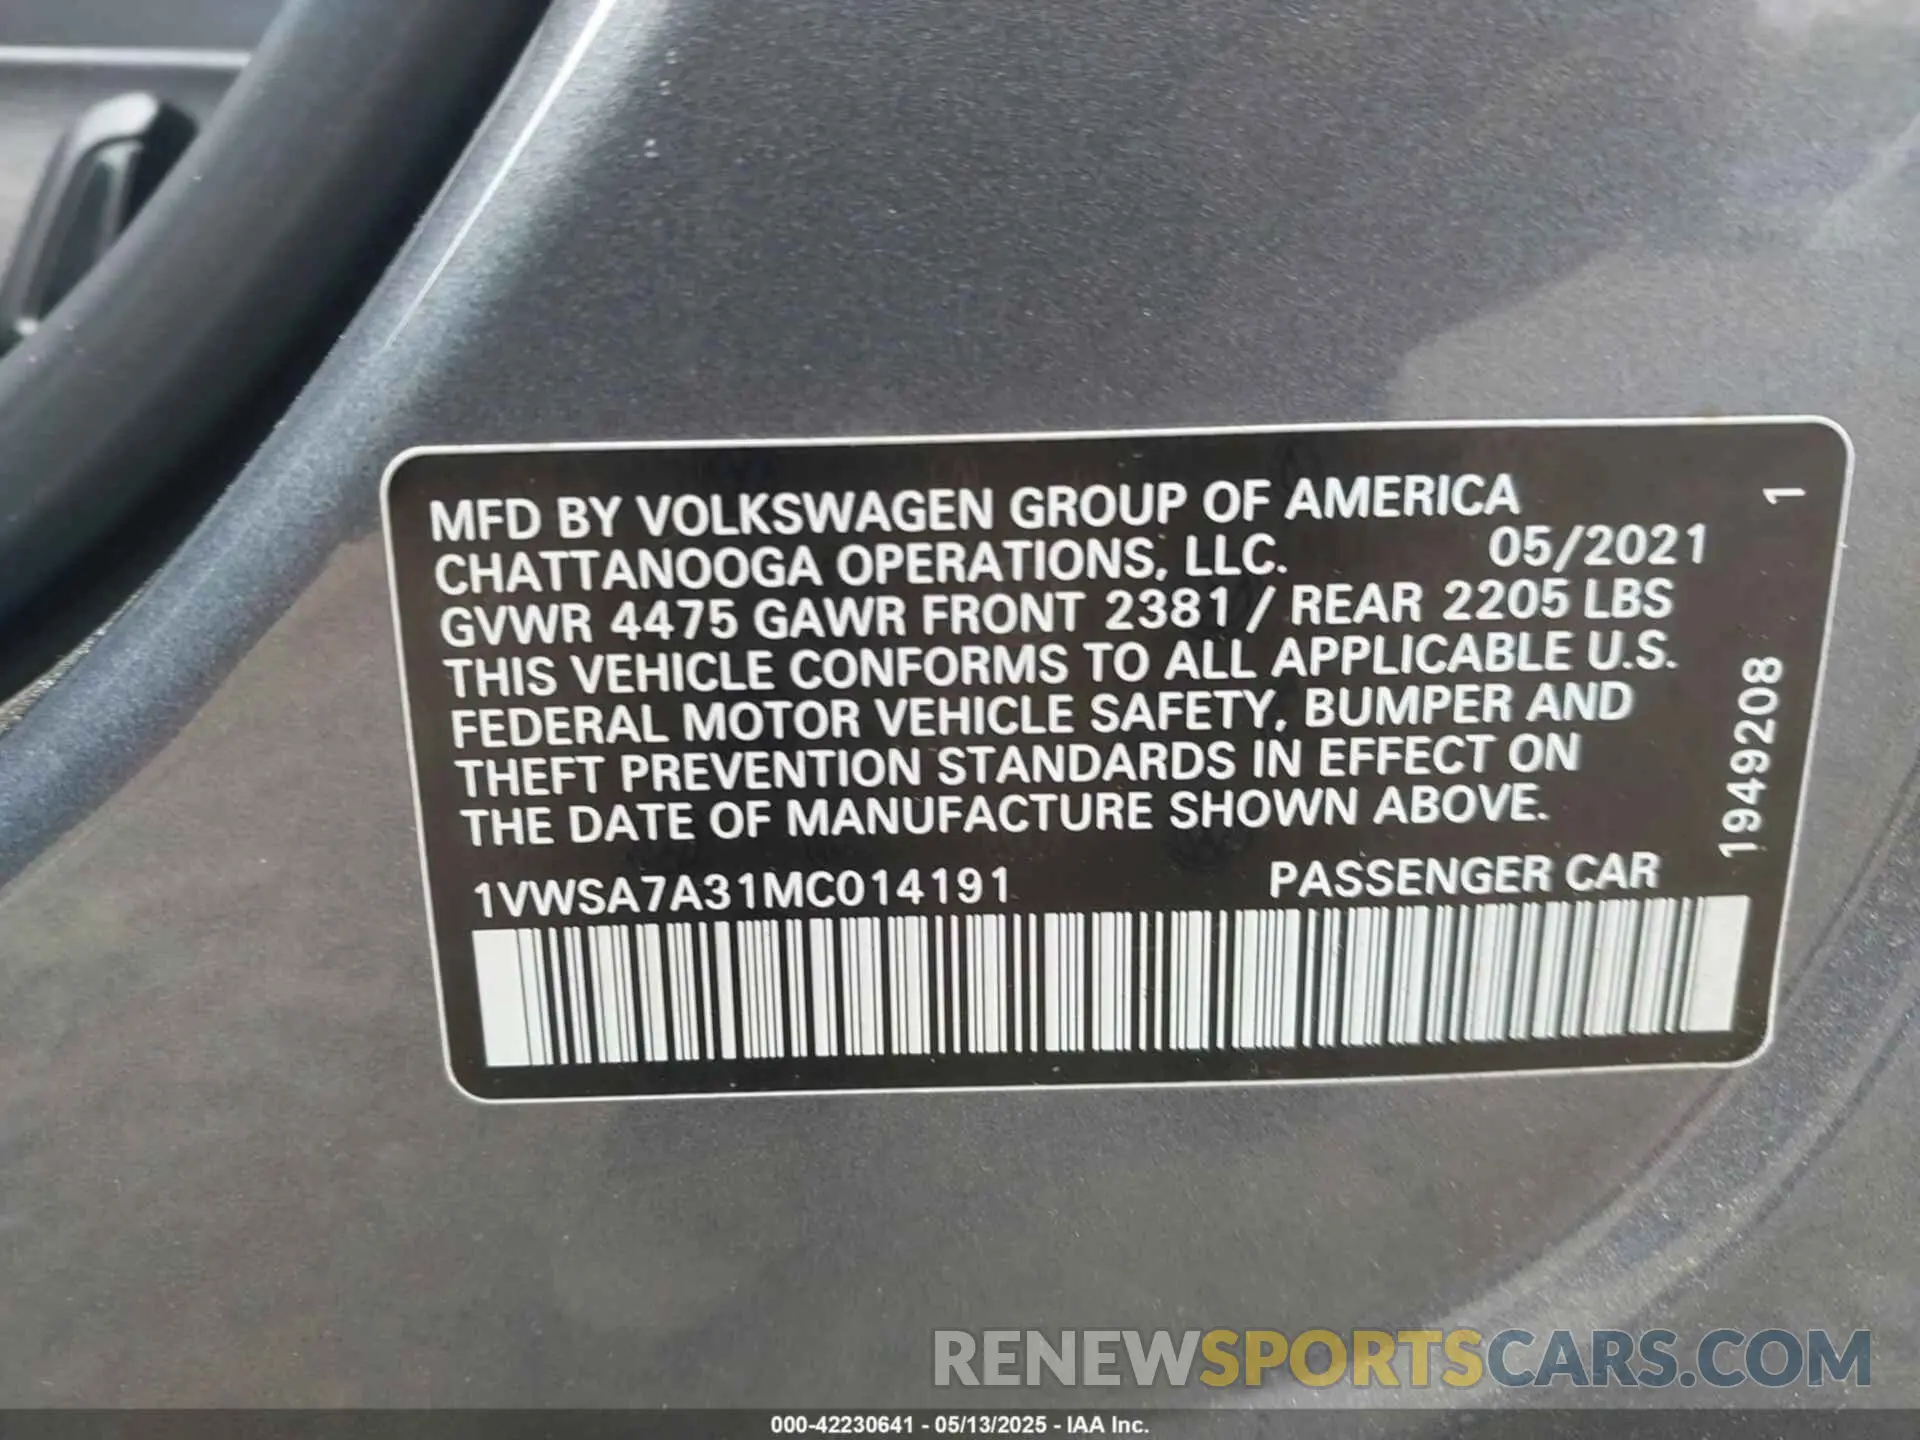 MFD BY VOLKSWAGEN GROUP OF AMERICA
CHATTANOOGA OPERATIONS, LLC. 05/2021
GVWR 4475 GAWR FRONT 2381 / REAR 2205 LBS
THIS VEHICLE CONFORMS TO ALL APPLICABLE U.S.
FEDERAL MOTOR VEHICLE SAFETY, BUMPER AND
THEFT PREVENTION STANDARDS IN EFFECT ON
THE DATE OF MANUFACTURE SHOWN ABOVE.
1VWSA7A31MC014191 PASSENGER CAR
1949208 1
RENEWSPORTSCARS.COM
000-42230641 - 05/13/2025 - IAA Inc.